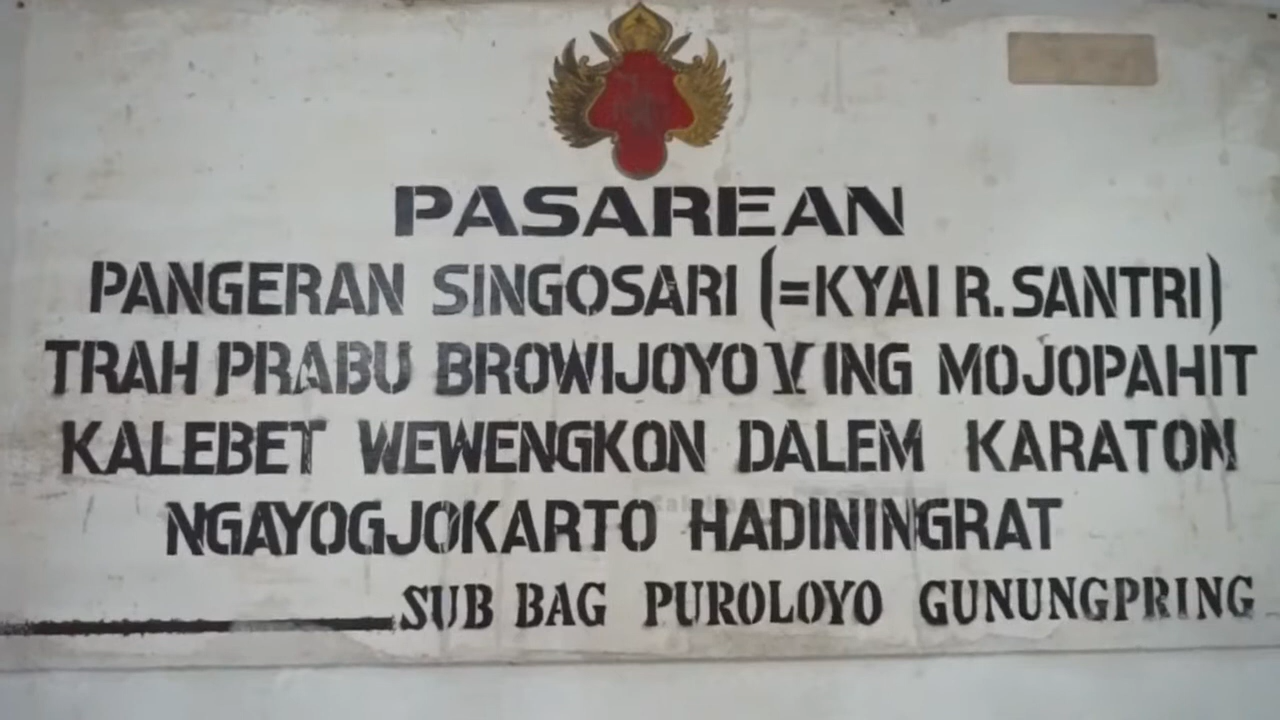 PASAREAN
PANGERAN SINGOSARI (=KYAI R. SANTRI)
TRAH PRABU BROWIJOYO V ING MOJOPAHIT
KALEBET WEWENGKON DALEM KARATON
NGAYOGJOKARTO HADININGRAT
SUB BAG PUROLOYO GUNUNGPRING